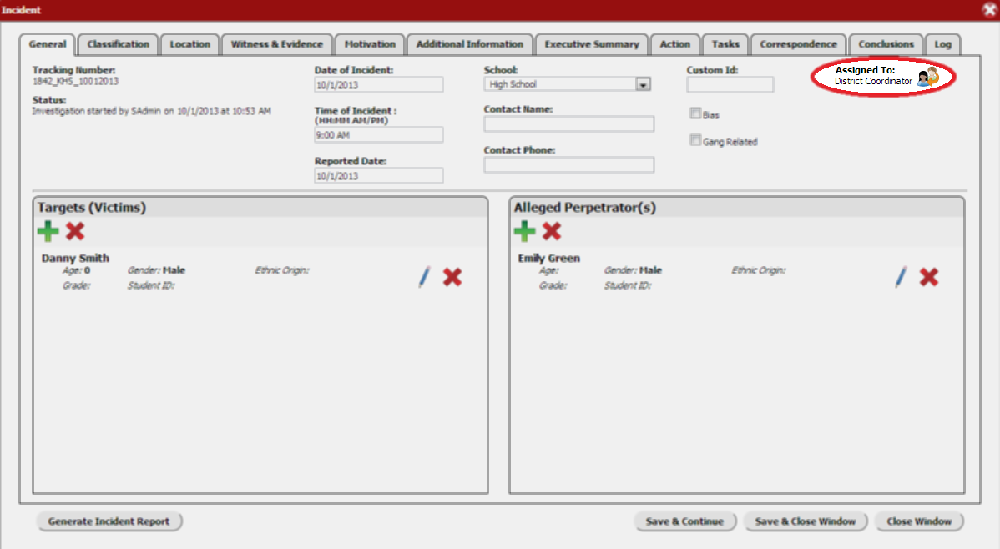 Incident
General Classification Location Witness & Evidence Motivation Additional Information Executive Summary Action Tasks Correspondence Conclusions Log
Tracking Number:
1842_KHS_10012013
Status:
Investigation started by SAdmin on 10/1/2013 at 10:53 AM
Date of Incident:
10/1/2013
Time of Incident :
(HH:MM AM/PM)
9:00 AM
Reported Date:
10/1/2013
School:
High School
Contact Name:
Contact Phone:
Custom Id:
Bias
Gang Related
Assigned To:
District Coordinator
Targets (Victims)
Danny Smith
Age: 0 Gender: Male Ethnic Origin:
Grade: Student ID:
Alleged Perpetrator(s)
Emily Green
Age: Gender: Male Ethnic Origin:
Grade: Student ID:
Generate Incident Report Save & Continue Save & Close Window Close Window